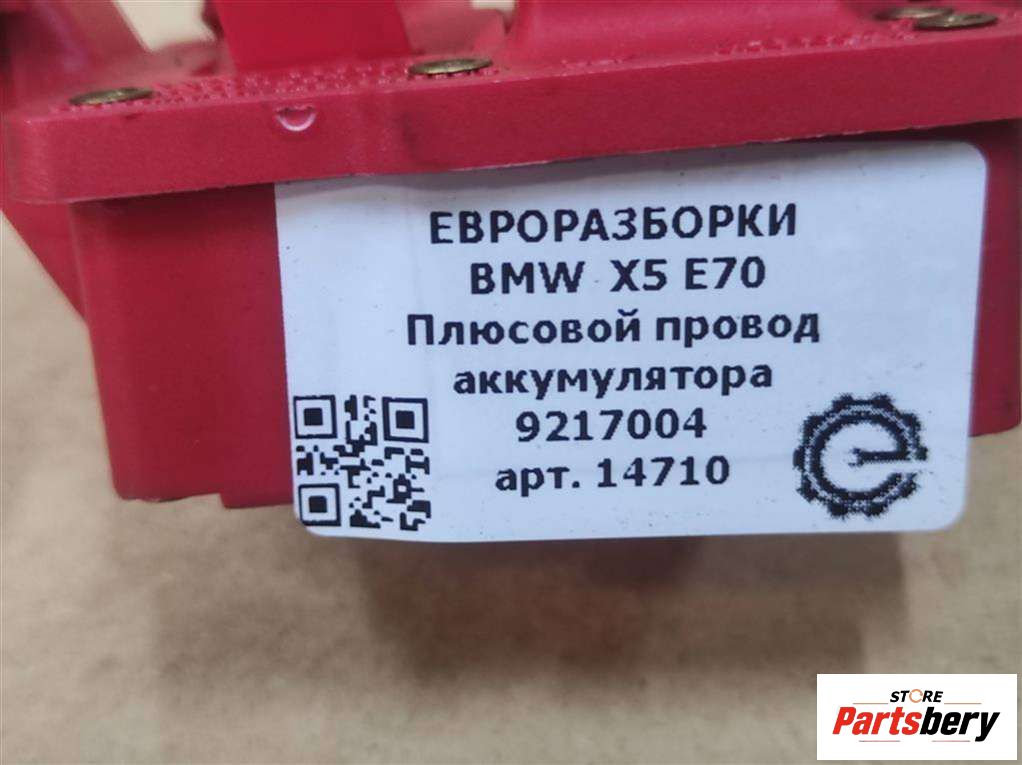 ЕВРОРАЗБОРКИ
BMW X5 E70
Плюсовой провод
аккумулятора
9217004
арт. 14710
STORE
Partsbery